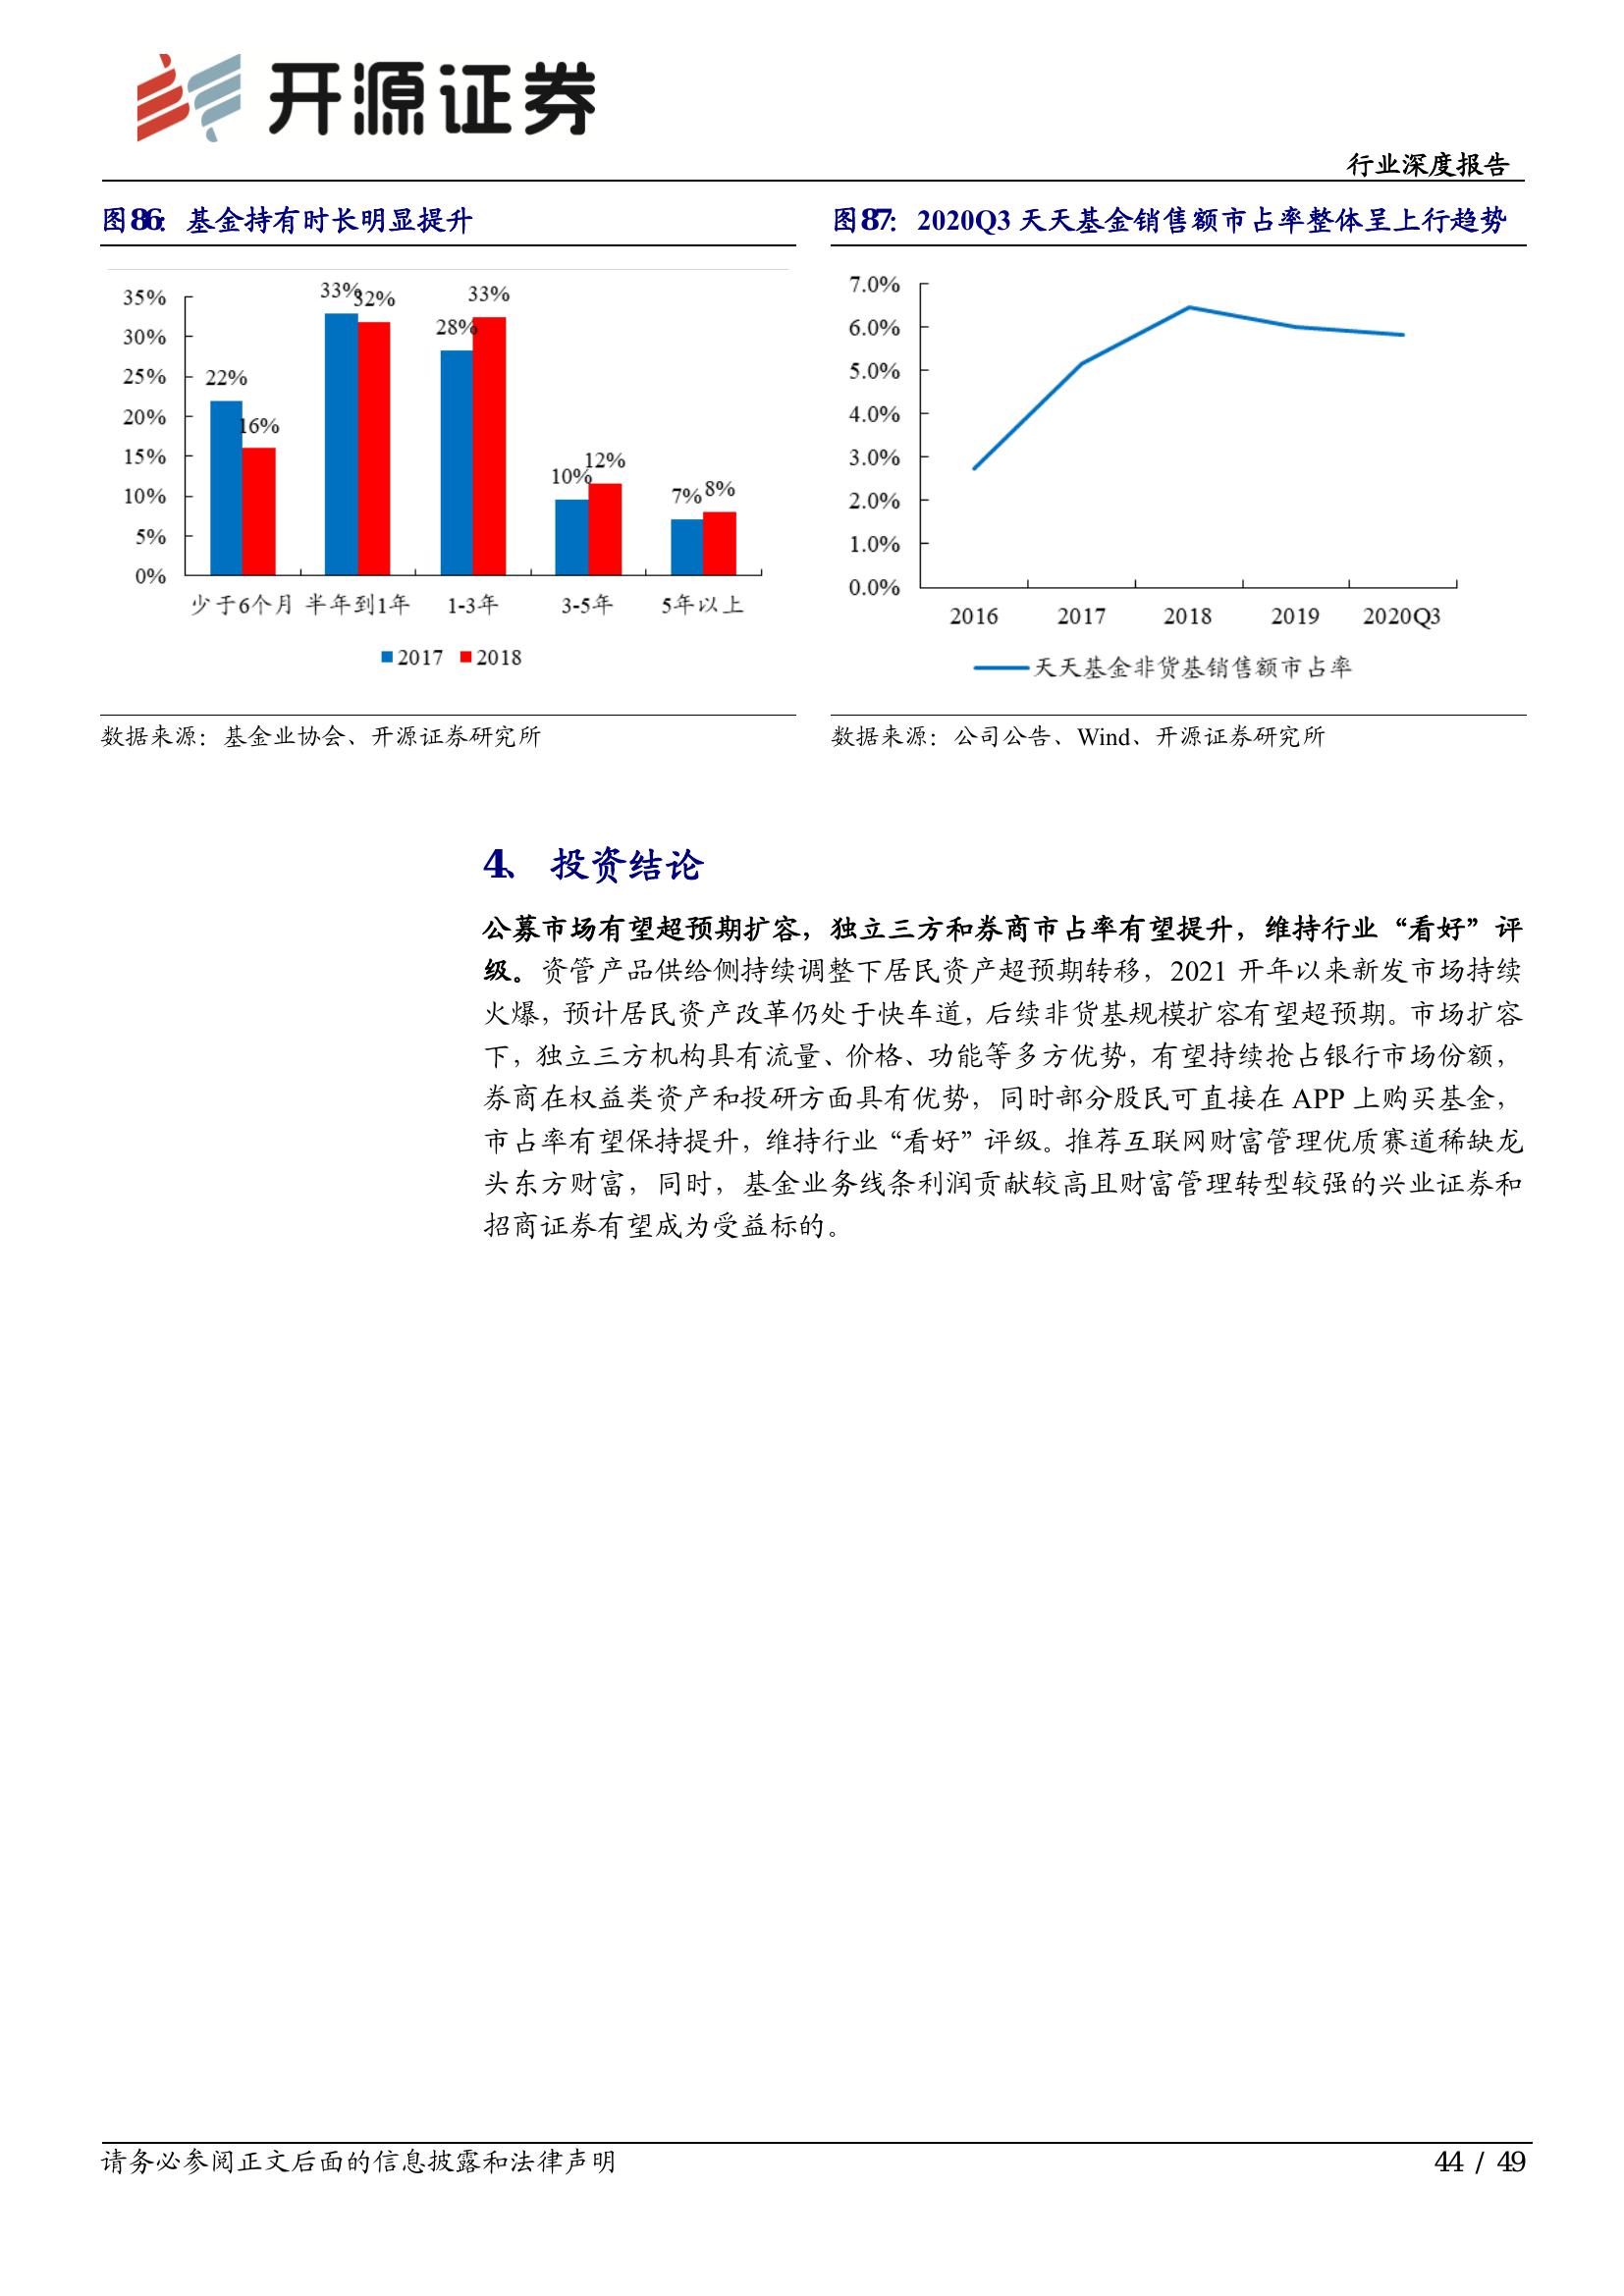 开源证券
行业深度报告
图86： 基金持有时长明显提升
35%
30%
25%
20%
15%
10%
5%
0%
22%
16%
33%
32%
28%
33%
10%
12%
7%
8%
少于6个月 半年到1年 1-3年 3-5年 5年以上
2017 2018
数据来源：基金业协会、开源证券研究所
图87： 2020Q3 天天基金销售额市占率整体呈上行趋势
7.0%
6.0%
5.0%
4.0%
3.0%
2.0%
1.0%
0.0%
2016 2017 2018 2019 2020Q3
天天基金非货基销售额市占率
数据来源：公司公告、Wind、开源证券研究所
4、 投资结论
公募市场有望超预期扩容，独立三方和券商市占率有望提升，维持行业“看好”评
级。资管产品供给侧持续调整下居民资产超预期转移，2021 开年以来新发市场持续
火爆，预计居民资产改革仍处于快车道，后续非货基规模扩容有望超预期。市场扩容
下，独立三方机构具有流量、价格、功能等多方优势，有望持续抢占银行市场份额，
券商在权益类资产和投研方面具有优势，同时部分股民可直接在 APP 上购买基金，
市占率有望保持提升，维持行业“看好”评级。推荐互联网财富管理优质赛道稀缺龙
头东方财富，同时，基金业务线条利润贡献较高且财富管理转型较强的兴业证券和
招商证券有望成为受益标的。
请务必参阅正文后面的信息披露和法律声明
44 / 49